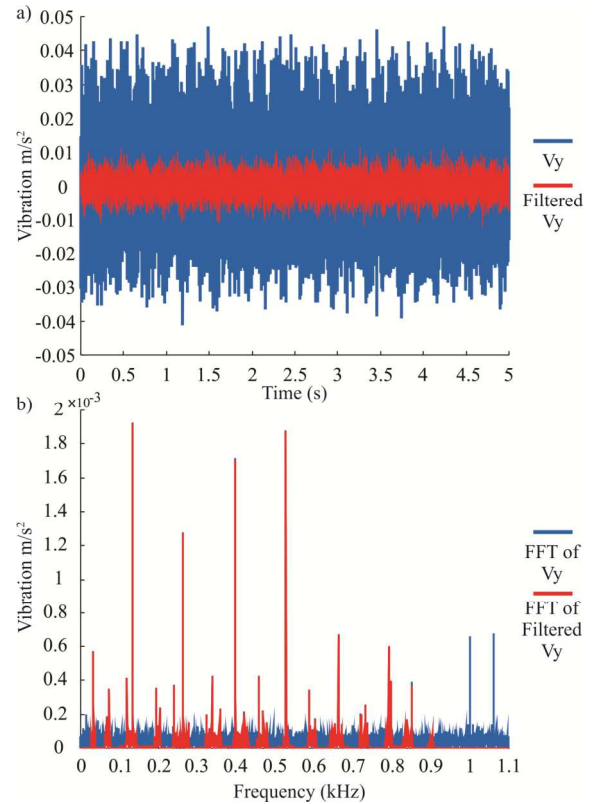 a)
0.05
0.04
0.03
0.02
0.01
0
-0.01
-0.02
-0.03
-0.04
0.05
Vibration m/s²
0 0.5 1 1.5 2 2.5 3 3.5 4 4.5 5
Time (s)
Vy
Filtered
Vy
b)
×10⁻³
2
1.8
1.6
1.4
1.2
1
0.8
0.6
0.4
0.2
0
Vibration m/s²
0 0.1 0.2 0.3 0.4 0.5 0.6 0.7 0.8 0.9 1 1.1
Frequency (kHz)
FFT of
Vy
FFT of
Filtered
Vy